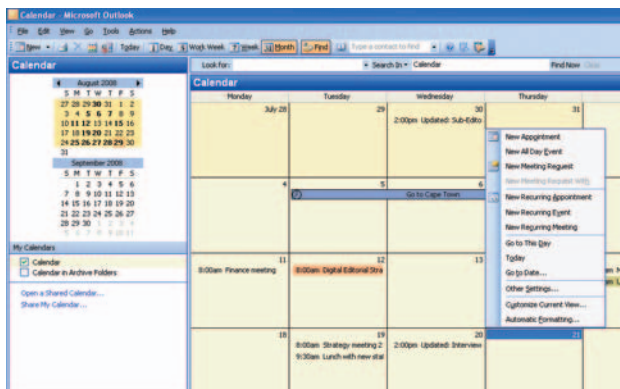 Calendar - Microsoft Outlook
File Edit View Go Tools Actions Help
New Today Day Work Week Week Month Find Type a contact to find
Calendar
Look for: Search In Calendar Find Now Clear
August 2008
S M T W T F S
27 28 29 30 31 1 2
3 4 5 6 7 8 9
10 11 12 13 14 15 16
17 18 19 20 21 22 23
24 25 26 27 28 29 30
31
September 2008
S M T W T F S
1 2 3 4 5 6
7 8 9 10 11 12 13
14 15 16 17 18 19 20
21 22 23 24 25 26 27
28 29 30
My Calendars
Calendar
Calendar in Archive Folders
Open a Shared Calendar...
Share My Calendar...
Calendar
Monday Tuesday Wednesday Thursday
July 28 29 30 31
2:00pm Updated: Sub-Edito
4 5 6
Go to Cape Town
11 12 13
8:00am Finance meeting 8:00am Digital Editorial Stra
18 19 20 21
8:00am Strategy meeting 2 2:00pm Updated: Interview
9:30am Lunch with new stat
New Appointment
New All Day Event
New Meeting Request
New Meeting Request With
New Recurring Appointment
New Recurring Event
New Recurring Meeting
Go to This Day
Today
Go to Date...
Other Settings...
Customize Current View...
Automatic Formatting...